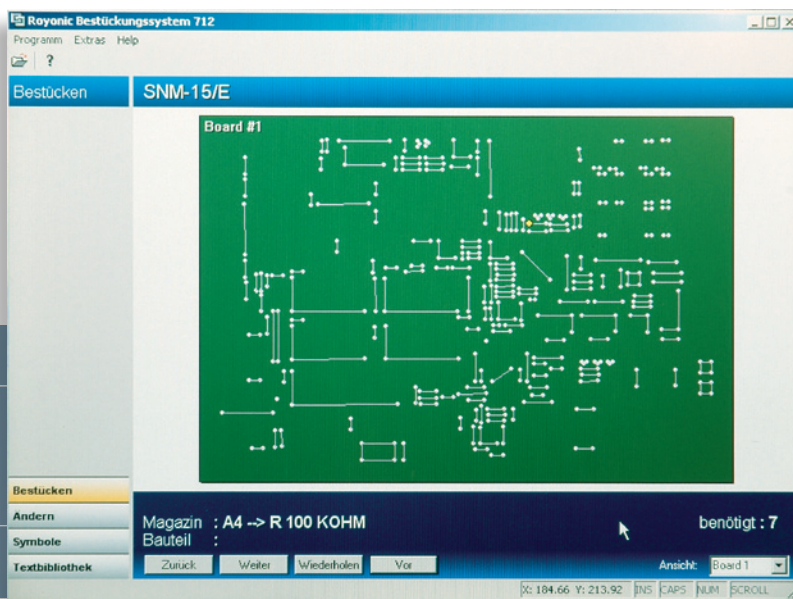 Royonic Bestückungssystem 712
Programm Extras Help
?
Bestücken
SNM-15/E
Board #1
Bestücken
Ändern
Symbole
Textbibliothek
Magazin : A4 --> R 100 KOHM
benötigt : 7
Bauteil :
Zurück Weiter Wiederholen Vor
Ansicht: Board 1
X: 184.66 Y: 213.92 INS CAPS NUM SCROLL